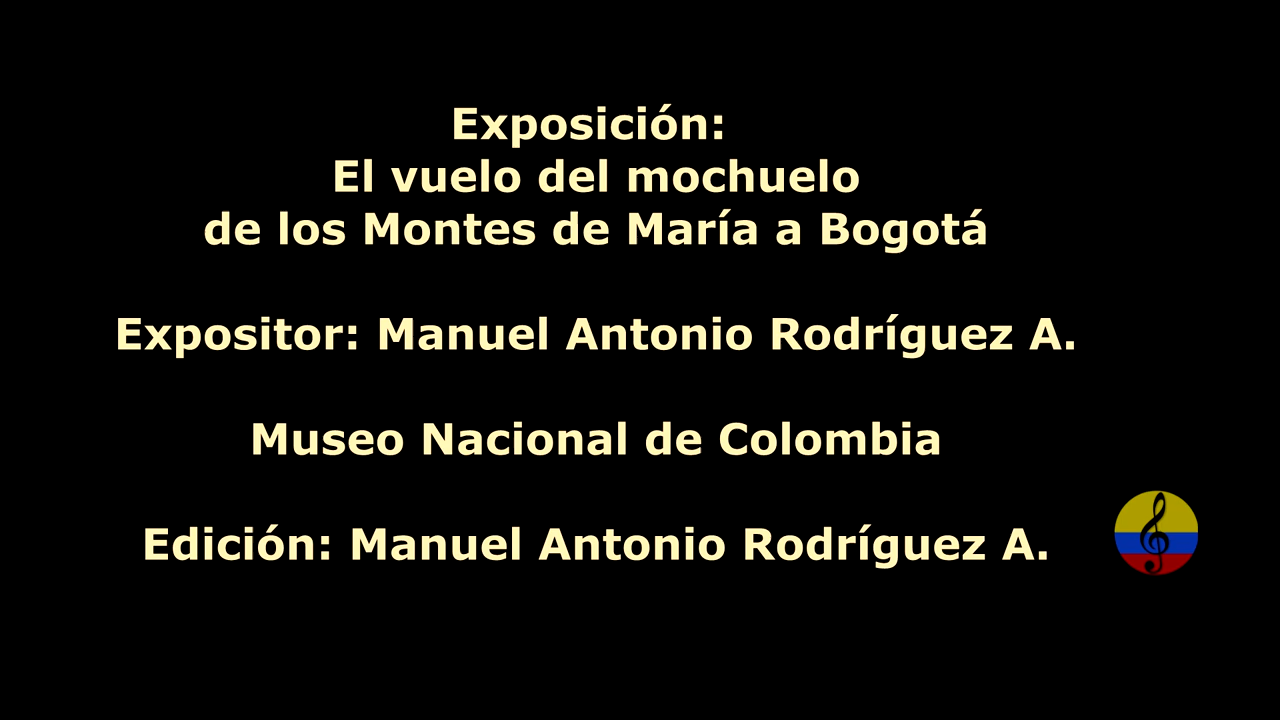 Exposición:
El vuelo del mochuelo
de los Montes de María a Bogotá
Expositor: Manuel Antonio Rodríguez A.
Museo Nacional de Colombia
Edición: Manuel Antonio Rodríguez A.